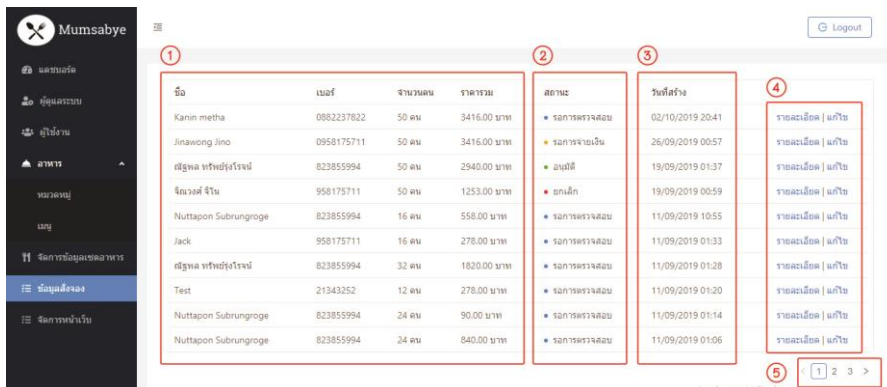 Mumsabye
Logout
① ② ③
แดชบอร์ด
ผู้ดูแลระบบ
ผู้ใช้งาน
อาหาร
หมวดหมู่
เมนู
จัดการข้อมูลเซตอาหาร
ข้อมูลสั่งจอง
จัดการหน้าเว็บ
④
ชื่อ เบอร์ จำนวนคน ราคารวม สถานะ วันที่สร้าง
Kanin metha 0882237822 50 คน 3416.00 บาท รอการตรวจสอบ 02/10/2019 20:41 รายละเอียด | แก้ไข
Jinawong Jino 0958175711 50 คน 3416.00 บาท รอการจ่ายเงิน 26/09/2019 00:57 รายละเอียด | แก้ไข
ณัฐพล ทรัพย์รุ่งโรจน์ 823855994 50 คน 2940.00 บาท อนุมัติ 19/09/2019 01:37 รายละเอียด | แก้ไข
จิณวงศ์ จีโน 958175711 50 คน 1253.00 บาท ยกเลิก 19/09/2019 00:59 รายละเอียด | แก้ไข
Nuttapon Subrungroge 823855994 16 คน 558.00 บาท รอการตรวจสอบ 11/09/2019 10:55 รายละเอียด | แก้ไข
Jack 958175711 16 คน 278.00 บาท รอการตรวจสอบ 11/09/2019 01:33 รายละเอียด | แก้ไข
ณัฐพล ทรัพย์รุ่งโรจน์ 823855994 32 คน 1820.00 บาท รอการตรวจสอบ 11/09/2019 01:28 รายละเอียด | แก้ไข
Test 21343252 12 คน 278.00 บาท รอการตรวจสอบ 11/09/2019 01:20 รายละเอียด | แก้ไข
Nuttapon Subrungroge 823855994 24 คน 90.00 บาท รอการตรวจสอบ 11/09/2019 01:14 รายละเอียด | แก้ไข
Nuttapon Subrungroge 823855994 24 คน 840.00 บาท รอการตรวจสอบ 11/09/2019 01:06 รายละเอียด | แก้ไข
⑤ < 1 2 3 >